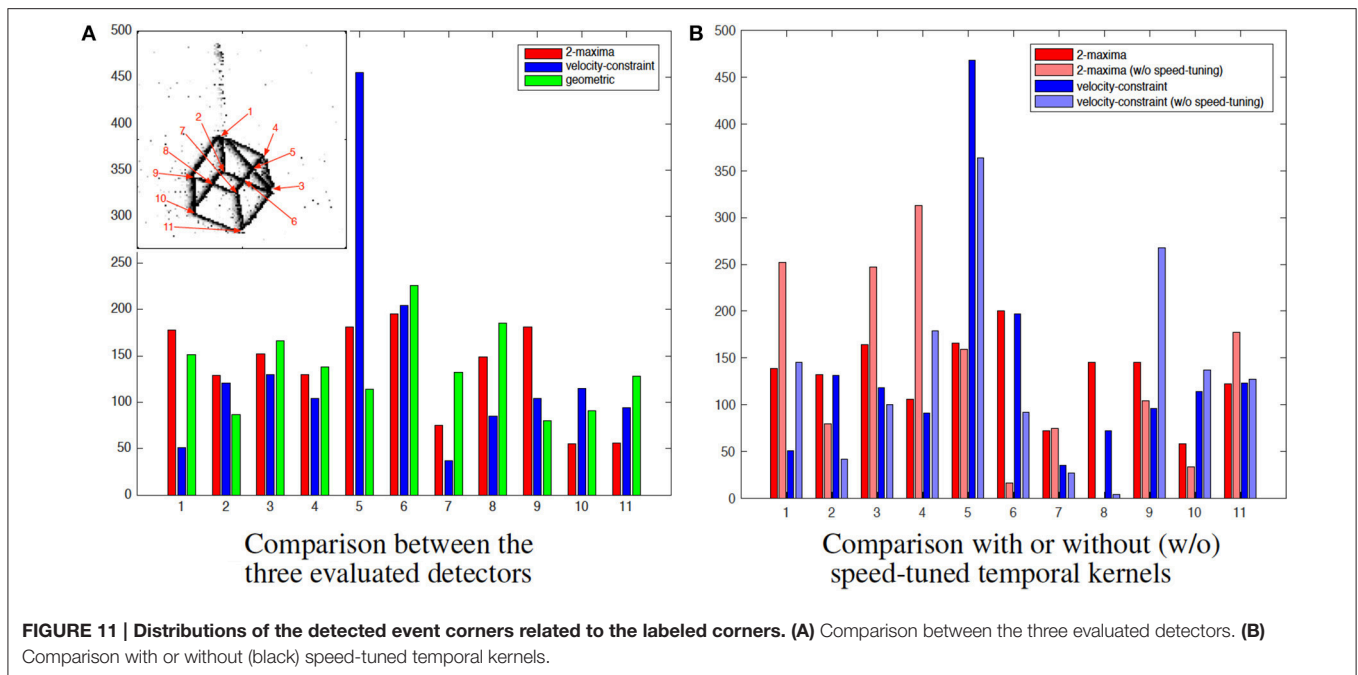 A
500
450
400
350
300
250
200
150
100
50
0
2-maxima
velocity-constraint
geometric
1
2
7
4
8
5
9
3
10
6
11
1 2 3 4 5 6 7 8 9 10 11
Comparison between the
three evaluated detectors
B
500
450
400
350
300
250
200
150
100
50
0
2-maxima
2-maxima (w/o speed-tuning)
velocity-constraint
velocity-constraint (w/o speed-tuning)
1 2 3 4 5 6 7 8 9 10 11
Comparison with or without (w/o)
speed-tuned temporal kernels
FIGURE 11 | Distributions of the detected event corners related to the labeled corners. (A) Comparison between the three evaluated detectors. (B)
Comparison with or without (black) speed-tuned temporal kernels.